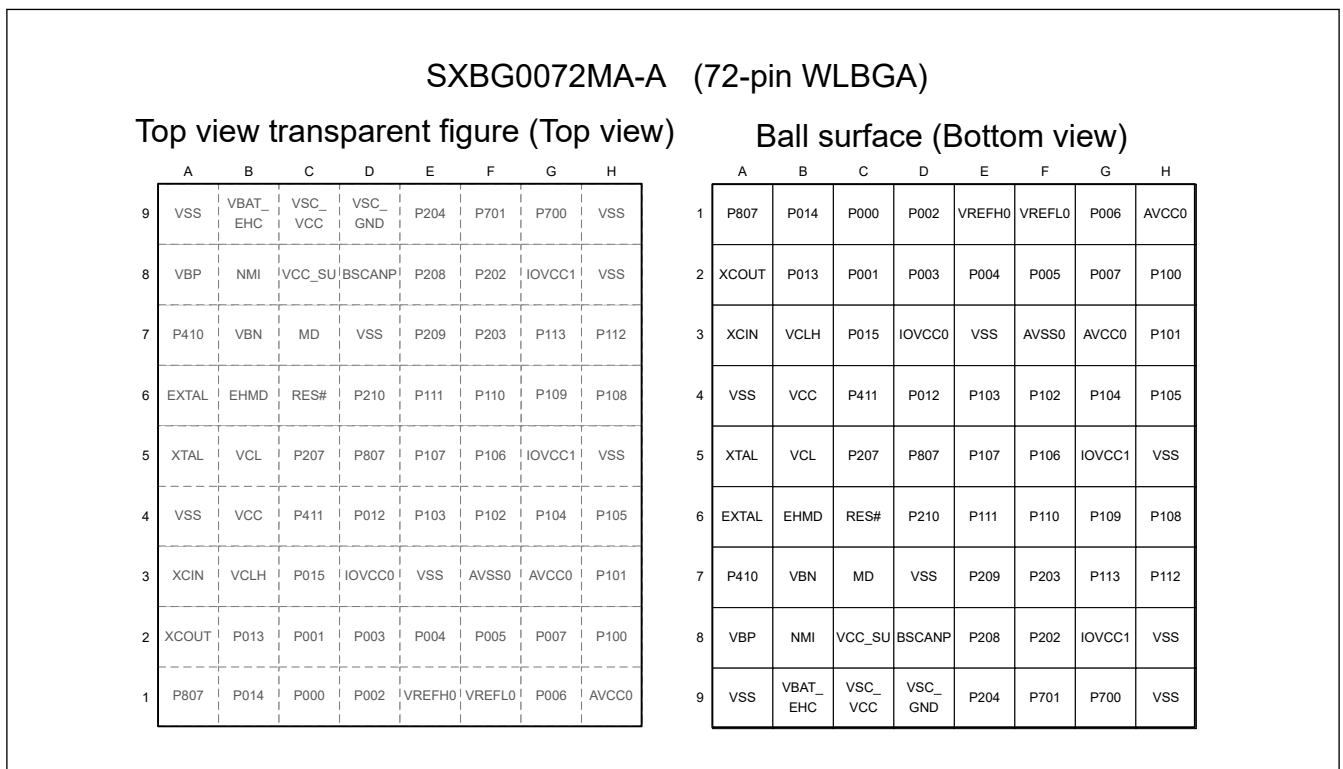 SXBG0072MA-A (72-pin WLBGA)
Top view transparent figure (Top view)
A B C D E F G H
9 VSS VBAT_ EHC VSC_ VCC VSC_ GND P204 P701 P700 VSS
8 VBP NMI VCC_SU BSCANP P208 P202 IOVCC1 VSS
7 P410 VBN MD VSS P209 P203 P113 P112
6 EXTAL EHMD RES# P210 P111 P110 P109 P108
5 XTAL VCL P207 P807 P107 P106 IOVCC1 VSS
4 VSS VCC P411 P012 P103 P102 P104 P105
3 XCIN VCLH P015 IOVCC0 VSS AVSS0 AVCC0 P101
2 XCOUT P013 P001 P003 P004 P005 P007 P100
1 P807 P014 P000 P002 VREFH0 VREFL0 P006 AVCC0
Ball surface (Bottom view)
A B C D E F G H
1 P807 P014 P000 P002 VREFH0 VREFL0 P006 AVCC0
2 XCOUT P013 P001 P003 P004 P005 P007 P100
3 XCIN VCLH P015 IOVCC0 VSS AVSS0 AVCC0 P101
4 VSS VCC P411 P012 P103 P102 P104 P105
5 XTAL VCL P207 P807 P107 P106 IOVCC1 VSS
6 EXTAL EHMD RES# P210 P111 P110 P109 P108
7 P410 VBN MD VSS P209 P203 P113 P112
8 VBP NMI VCC_SU BSCANP P208 P202 IOVCC1 VSS
9 VSS VBAT_ EHC VSC_ VCC VSC_ GND P204 P701 P700 VSS